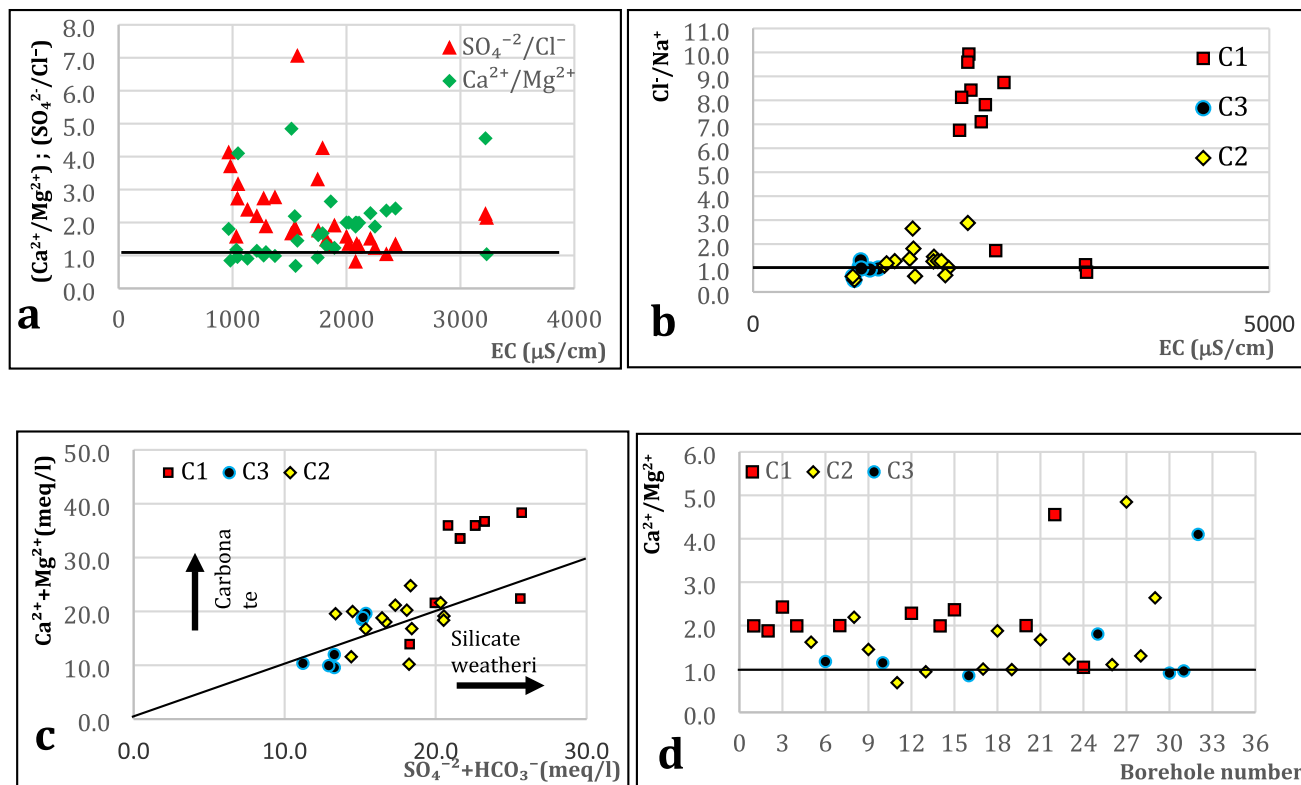 (Ca²⁺/Mg²⁺) ; (SO₄²⁻/Cl⁻)
8.0
7.0
6.0
5.0
4.0
3.0
2.0
1.0
0.0
SO₄⁻²/Cl⁻
Ca²⁺/Mg²⁺
0 1000 2000 3000 4000
EC (µS/cm)
a
Cl⁻/Na⁺
10.0
9.0
8.0
7.0
6.0
5.0
4.0
3.0
2.0
1.0
0.0
C1
C3
C2
0 5000
EC (µS/cm)
b
Ca²⁺+Mg²⁺(meq/l)
50.0
40.0
30.0
20.0
10.0
0.0
C1 C3 C2
Carbona
te
Silicate
weatheri
0.0 10.0 20.0 30.0
SO₄⁻²+HCO₃⁻(meq/l)
c
Ca²⁺/Mg²⁺
6.0
5.0
4.0
3.0
2.0
1.0
0.0
C1 C2 C3
0 3 6 9 12 15 18 21 24 27 30 33 36
Borehole number
d